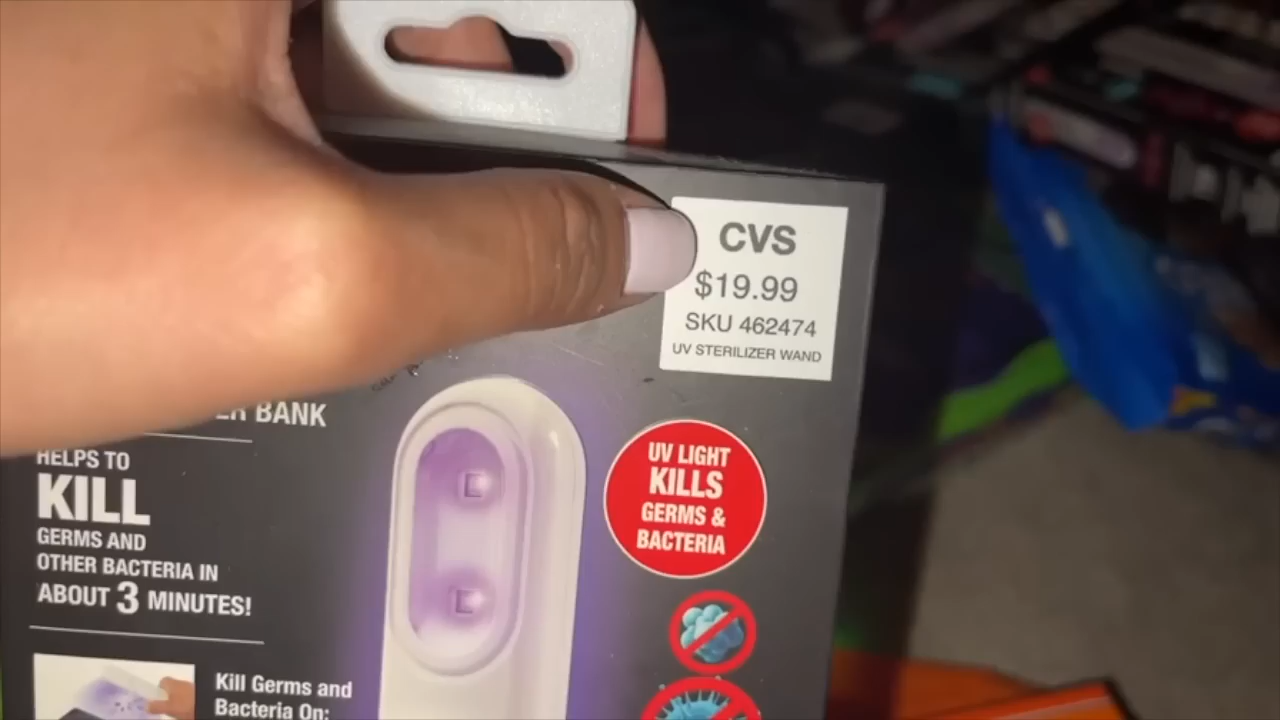 CVS
$19.99
SKU 462474
UV STERILIZER WAND
BANK
HELPS TO
KILL
GERMS AND
OTHER BACTERIA IN
ABOUT 3 MINUTES!
UV LIGHT
KILLS
GERMS &
BACTERIA
Kill Germs and
Bacteria On: